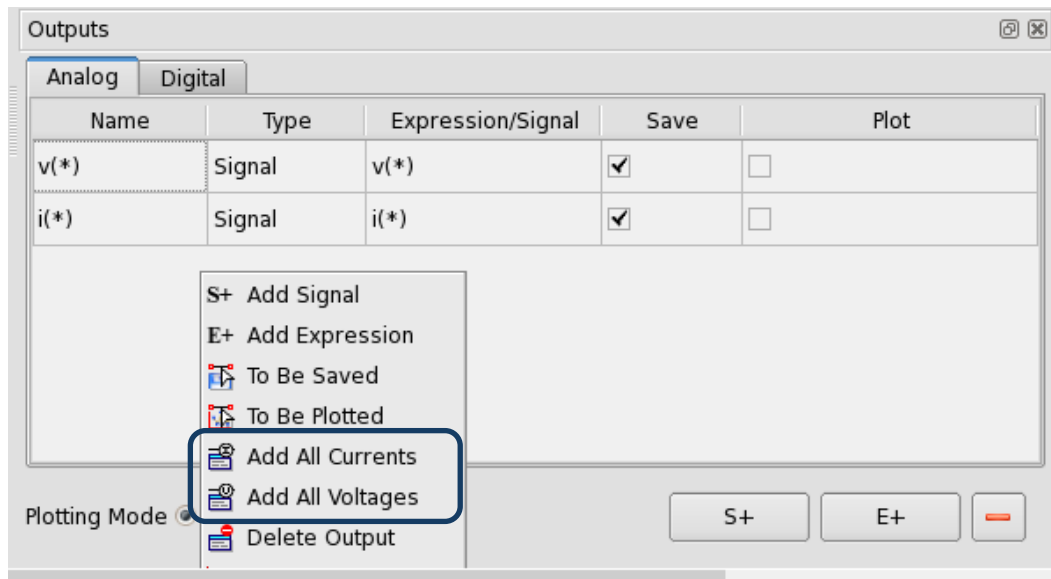 Outputs
Analog Digital
Name Type Expression/Signal Save Plot
v(*) Signal v(*)
i(*) Signal i(*)
S+ Add Signal
E+ Add Expression
To Be Saved
To Be Plotted
Add All Currents
Add All Voltages
Delete Output
Plotting Mode
S+ E+